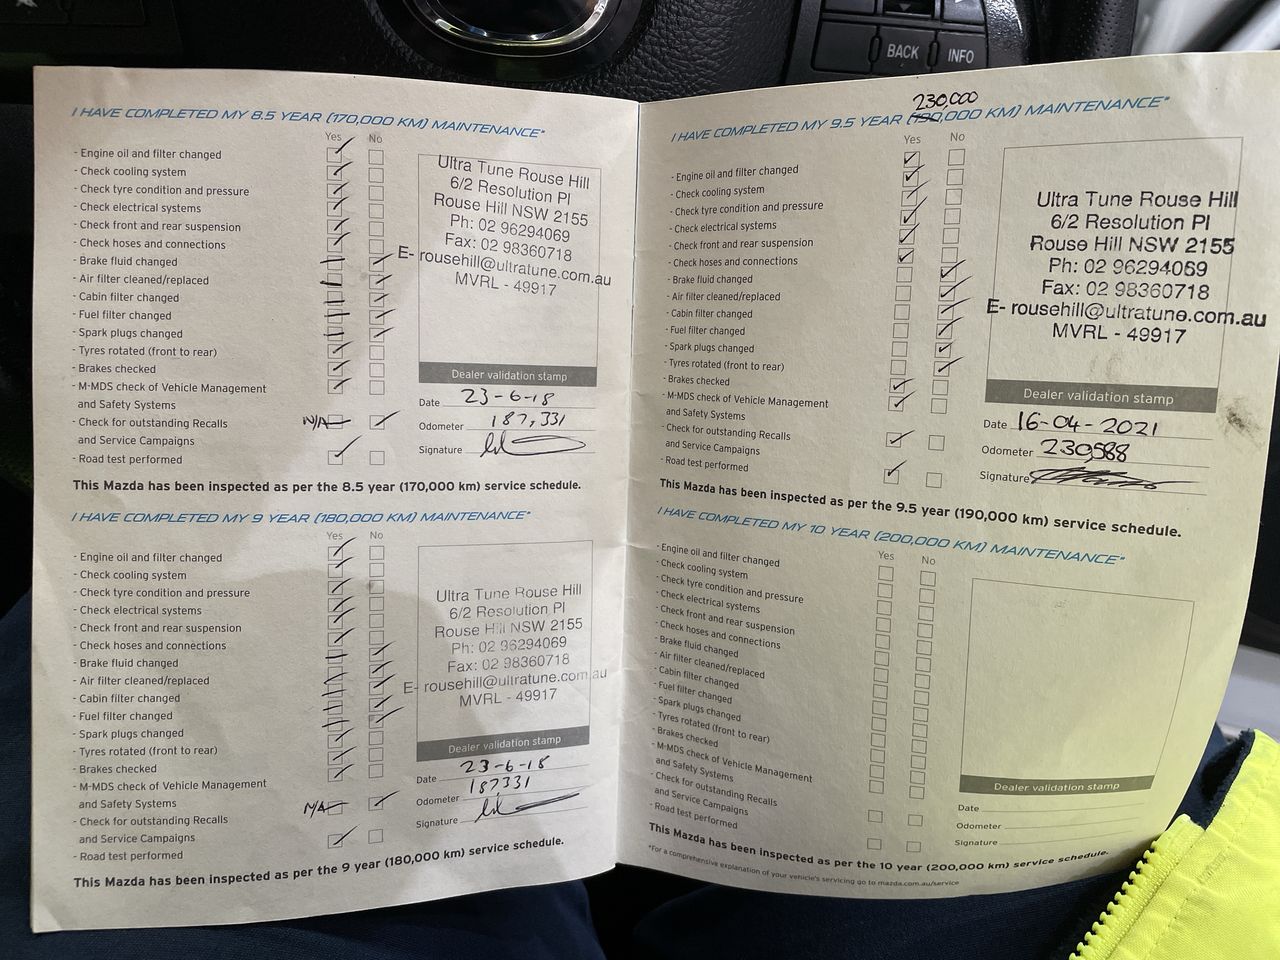 BACK
INFO
I HAVE COMPLETED MY 8.5 YEAR (170,000 KM) MAINTENANCE*
Yes No
- Engine oil and filter changed
- Check cooling system
- Check tyre condition and pressure
- Check electrical systems
- Check front and rear suspension
- Check hoses and connections
- Brake fluid changed
- Air filter cleaned/replaced
- Cabin filter changed
- Fuel filter changed
- Spark plugs changed
- Tyres rotated (front to rear)
- Brakes checked
- M-MDS check of Vehicle Management
and Safety Systems
- Check for outstanding Recalls
and Service Campaigns
- Road test performed
N/A
Ultra Tune Rouse Hill
6/2 Resolution Pl
Rouse Hill NSW 2155
Ph: 02 96294069
Fax: 02 98360718
E- rousehill@ultratune.com.au
MVRL - 49917
Dealer validation stamp
Date 23-6-18
Odometer 187,331
Signature
This Mazda has been inspected as per the 8.5 year (170,000 km) service schedule.
I HAVE COMPLETED MY 9 YEAR (180,000 KM) MAINTENANCE*
Yes No
- Engine oil and filter changed
- Check cooling system
- Check tyre condition and pressure
- Check electrical systems
- Check front and rear suspension
- Check hoses and connections
- Brake fluid changed
- Air filter cleaned/replaced
- Cabin filter changed
- Fuel filter changed
- Spark plugs changed
- Tyres rotated (front to rear)
- Brakes checked
- M-MDS check of Vehicle Management
and Safety Systems
- Check for outstanding Recalls
and Service Campaigns
- Road test performed
N/A
Ultra Tune Rouse Hill
6/2 Resolution Pl
Rouse Hill NSW 2155
Ph: 02 96294069
Fax: 02 98360718
E- rousehill@ultratune.com.au
MVRL - 49917
Dealer validation stamp
Date 23-6-18
Odometer 187331
Signature
This Mazda has been inspected as per the 9 year (180,000 km) service schedule.
230,000
I HAVE COMPLETED MY 9.5 YEAR (190,000 KM) MAINTENANCE*
Yes No
- Engine oil and filter changed
- Check cooling system
- Check tyre condition and pressure
- Check electrical systems
- Check front and rear suspension
- Check hoses and connections
- Brake fluid changed
- Air filter cleaned/replaced
- Cabin filter changed
- Fuel filter changed
- Spark plugs changed
- Tyres rotated (front to rear)
- Brakes checked
- M-MDS check of Vehicle Management
and Safety Systems
- Check for outstanding Recalls
and Service Campaigns
- Road test performed
Ultra Tune Rouse Hill
6/2 Resolution Pl
Rouse Hill NSW 2155
Ph: 02 96294069
Fax: 02 98360718
E- rousehill@ultratune.com.au
MVRL - 49917
Dealer validation stamp
Date 16-04-2021
Odometer 230,588
Signature
This Mazda has been inspected as per the 9.5 year (190,000 km) service schedule.
I HAVE COMPLETED MY 10 YEAR (200,000 KM) MAINTENANCE*
Yes No
- Engine oil and filter changed
- Check cooling system
- Check tyre condition and pressure
- Check electrical systems
- Check front and rear suspension
- Check hoses and connections
- Brake fluid changed
- Air filter cleaned/replaced
- Cabin filter changed
- Fuel filter changed
- Spark plugs changed
- Tyres rotated (front to rear)
- Brakes checked
- M-MDS check of Vehicle Management
and Safety Systems
- Check for outstanding Recalls
and Service Campaigns
- Road test performed
Dealer validation stamp
Date
Odometer
Signature
This Mazda has been inspected as per the 10 year (200,000 km) service schedule.
*For a comprehensive explanation of your vehicle's servicing go to mazda.com.au/service